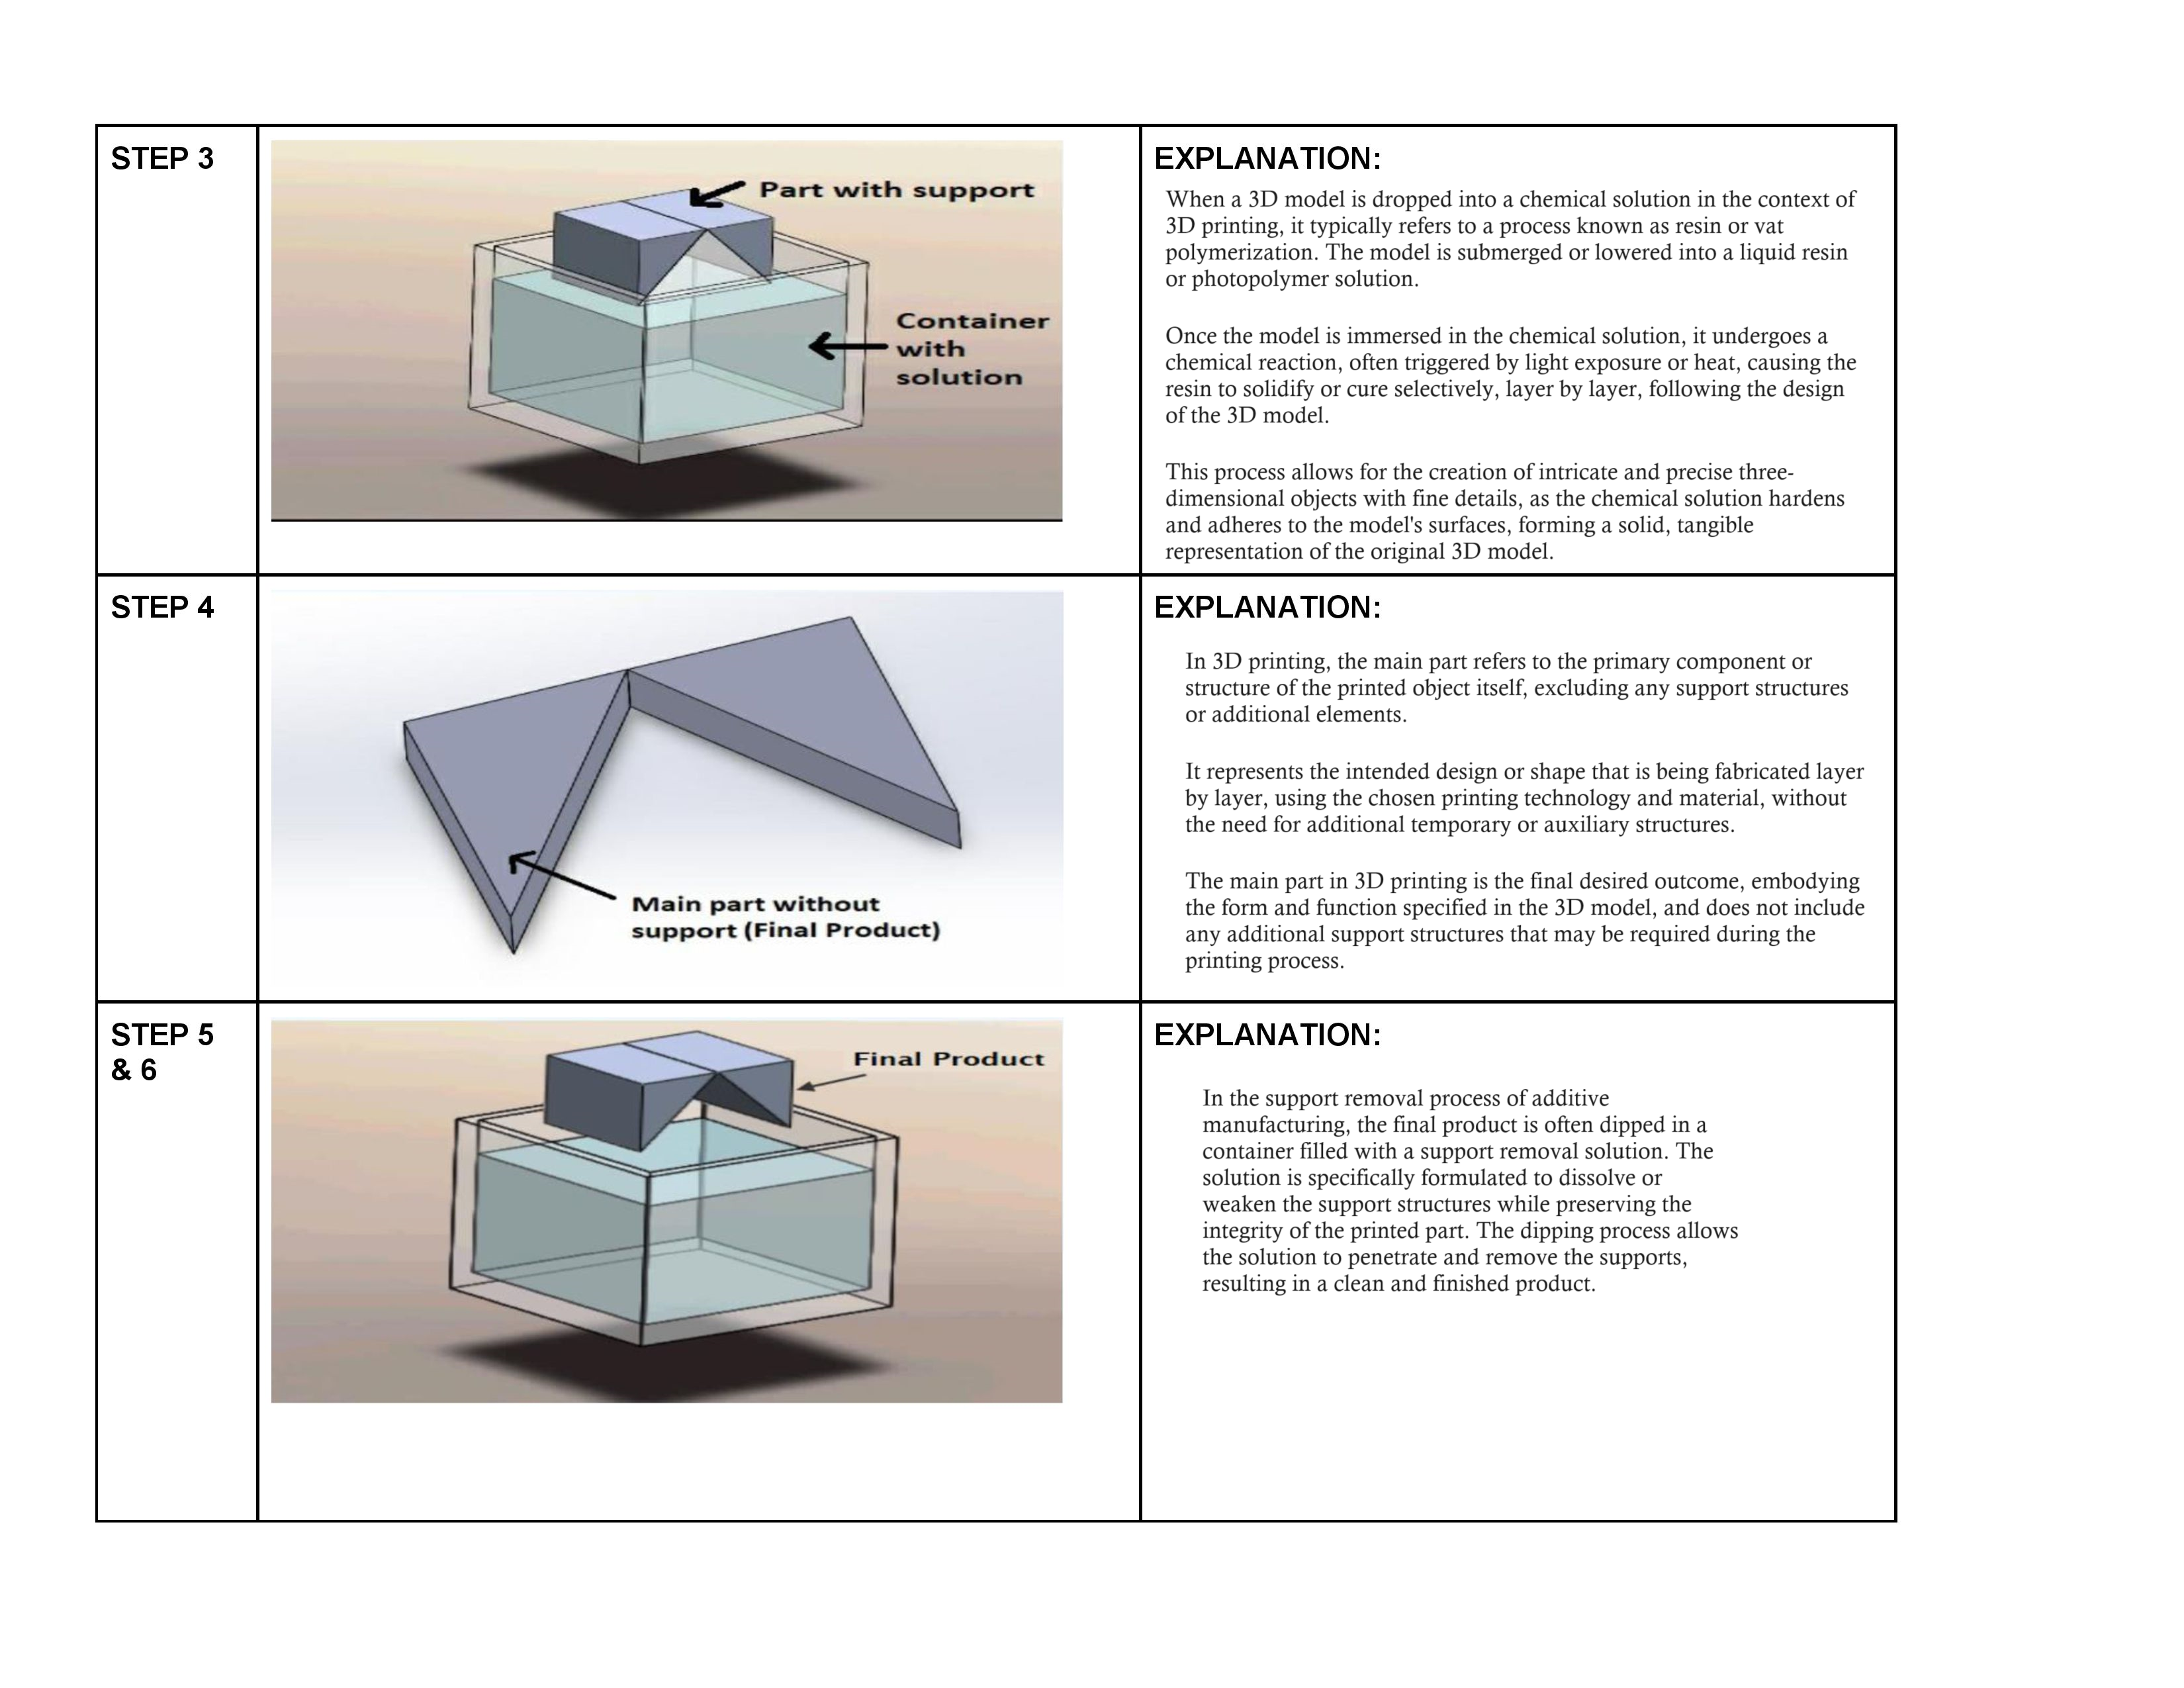 STEP 3
Part with support
Container
with
solution
EXPLANATION:
When a 3D model is dropped into a chemical solution in the context of
3D printing, it typically refers to a process known as resin or vat
polymerization. The model is submerged or lowered into a liquid resin
or photopolymer solution.
Once the model is immersed in the chemical solution, it undergoes a
chemical reaction, often triggered by light exposure or heat, causing the
resin to solidify or cure selectively, layer by layer, following the design
of the 3D model.
This process allows for the creation of intricate and precise three-
dimensional objects with fine details, as the chemical solution hardens
and adheres to the model's surfaces, forming a solid, tangible
representation of the original 3D model.
STEP 4
Main part without
support (Final Product)
EXPLANATION:
In 3D printing, the main part refers to the primary component or
structure of the printed object itself, excluding any support structures
or additional elements.
It represents the intended design or shape that is being fabricated layer
by layer, using the chosen printing technology and material, without
the need for additional temporary or auxiliary structures.
The main part in 3D printing is the final desired outcome, embodying
the form and function specified in the 3D model, and does not include
any additional support structures that may be required during the
printing process.
STEP 5
& 6
Final Product
EXPLANATION:
In the support removal process of additive
manufacturing, the final product is often dipped in a
container filled with a support removal solution. The
solution is specifically formulated to dissolve or
weaken the support structures while preserving the
integrity of the printed part. The dipping process allows
the solution to penetrate and remove the supports,
resulting in a clean and finished product.